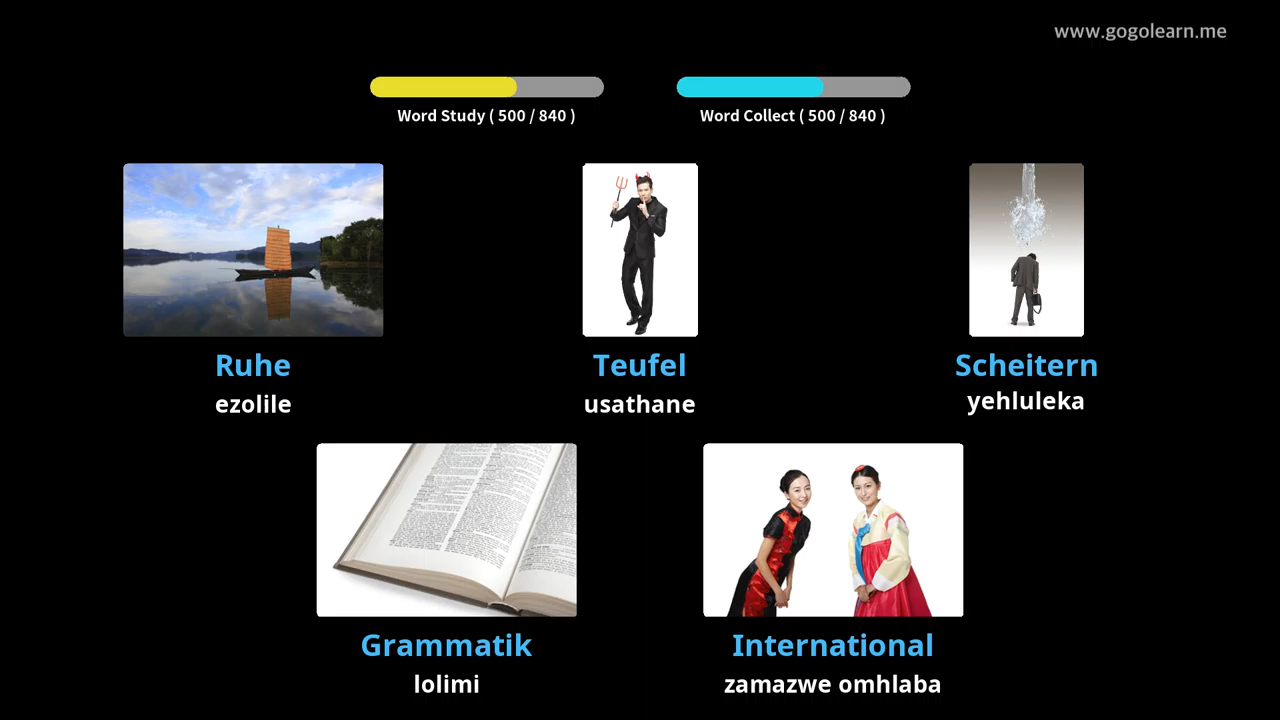 www.gogolearn.me
Word Study ( 500 / 840 )
Word Collect ( 500 / 840 )
Ruhe
ezolile
Teufel
usathane
Scheitern
yehluleka
Grammatik
lolimi
International
zamazwe omhlaba